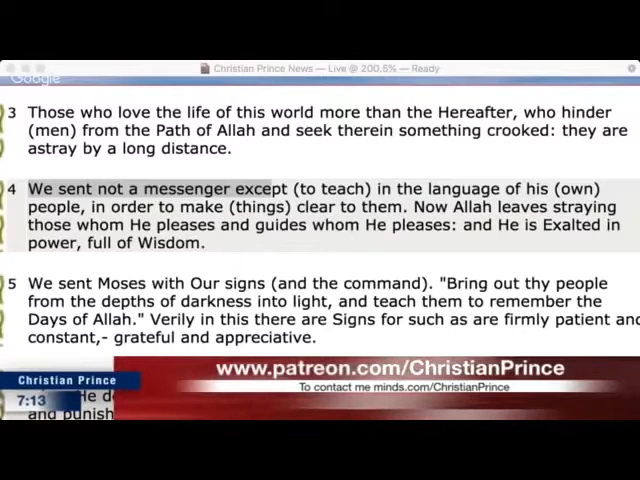 Christian Prince News — Live @ 200.5% — Ready
Google
3 Those who love the life of this world more than the Hereafter, who hinder
(men) from the Path of Allah and seek therein something crooked: they are
astray by a long distance.
4 We sent not a messenger except (to teach) in the language of his (own)
people, in order to make (things) clear to them. Now Allah leaves straying
those whom He pleases and guides whom He pleases: and He is Exalted in
power, full of Wisdom.
5 We sent Moses with Our signs (and the command). "Bring out thy people
from the depths of darkness into light, and teach them to remember the
Days of Allah." Verily in this there are Signs for such as are firmly patient and
constant,- grateful and appreciative.
www.patreon.com/ChristianPrince
Christian Prince
To contact me minds.com/ChristianPrince
7:13
He
and punish